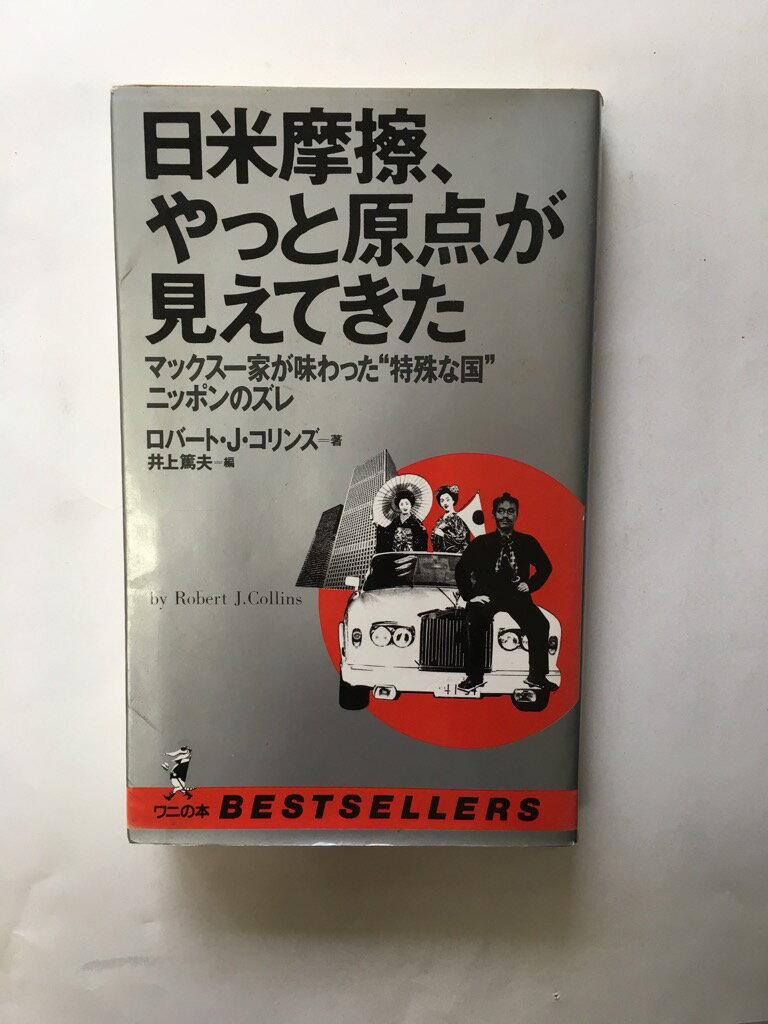 日米摩擦、
やっと原点が
見えてきた
マックス一家が味わった“特殊な国”
ニッポンのズレ
ロバート・J・コリンズ=著
井上篤夫=編
by Robert J.Collins
ワニの本 BESTSELLERS